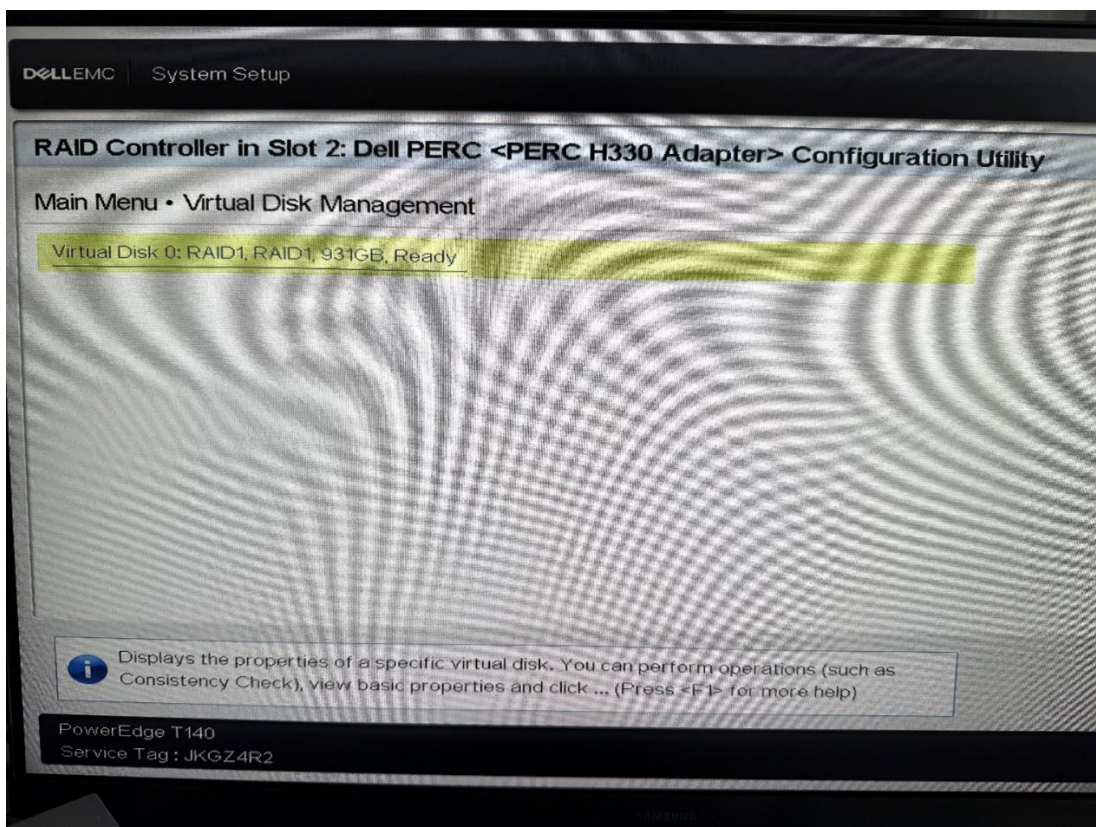 DELLEMC System Setup
RAID Controller in Slot 2: Dell PERC <PERC H330 Adapter> Configuration Utility
Main Menu • Virtual Disk Management
Virtual Disk 0: RAID1, RAID1, 931GB, Ready
Displays the properties of a specific virtual disk. You can perform operations (such as
Consistency Check), view basic properties and click ... (Press <F1> for more help)
PowerEdge T140
Service Tag : JKGZ4R2
SAMSUNG